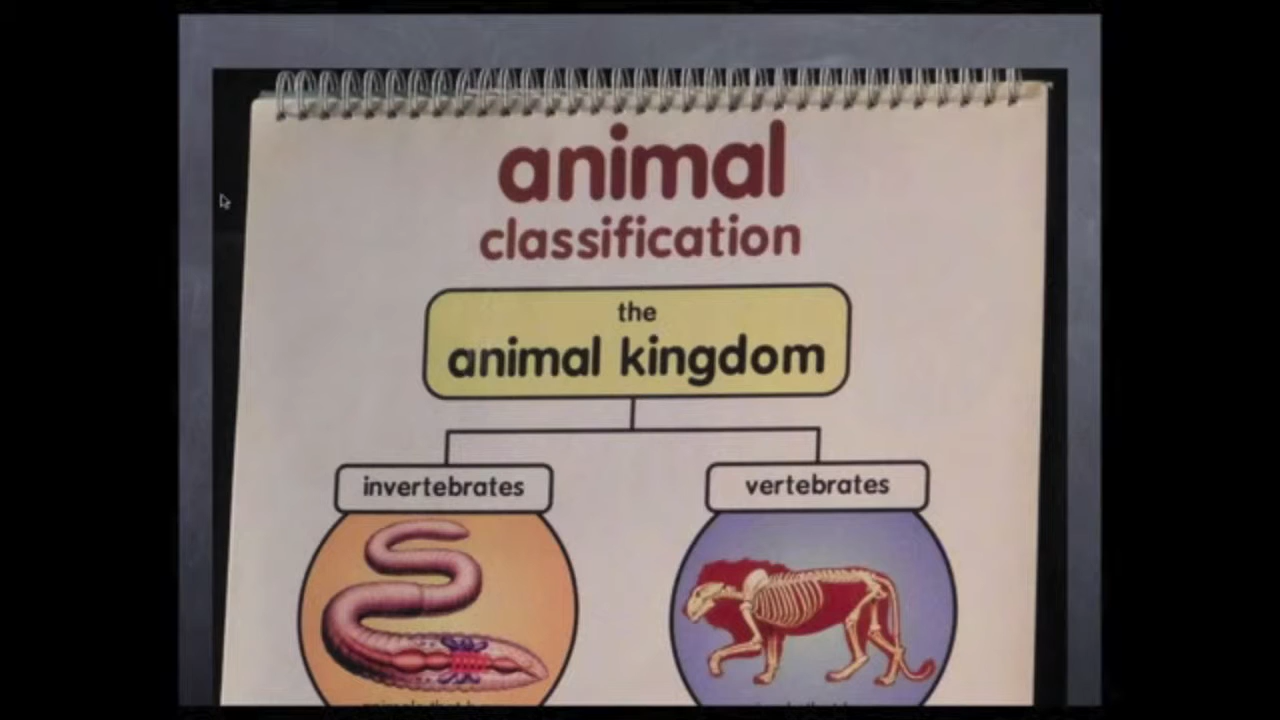 animal
classification
the
animal kingdom
invertebrates
vertebrates